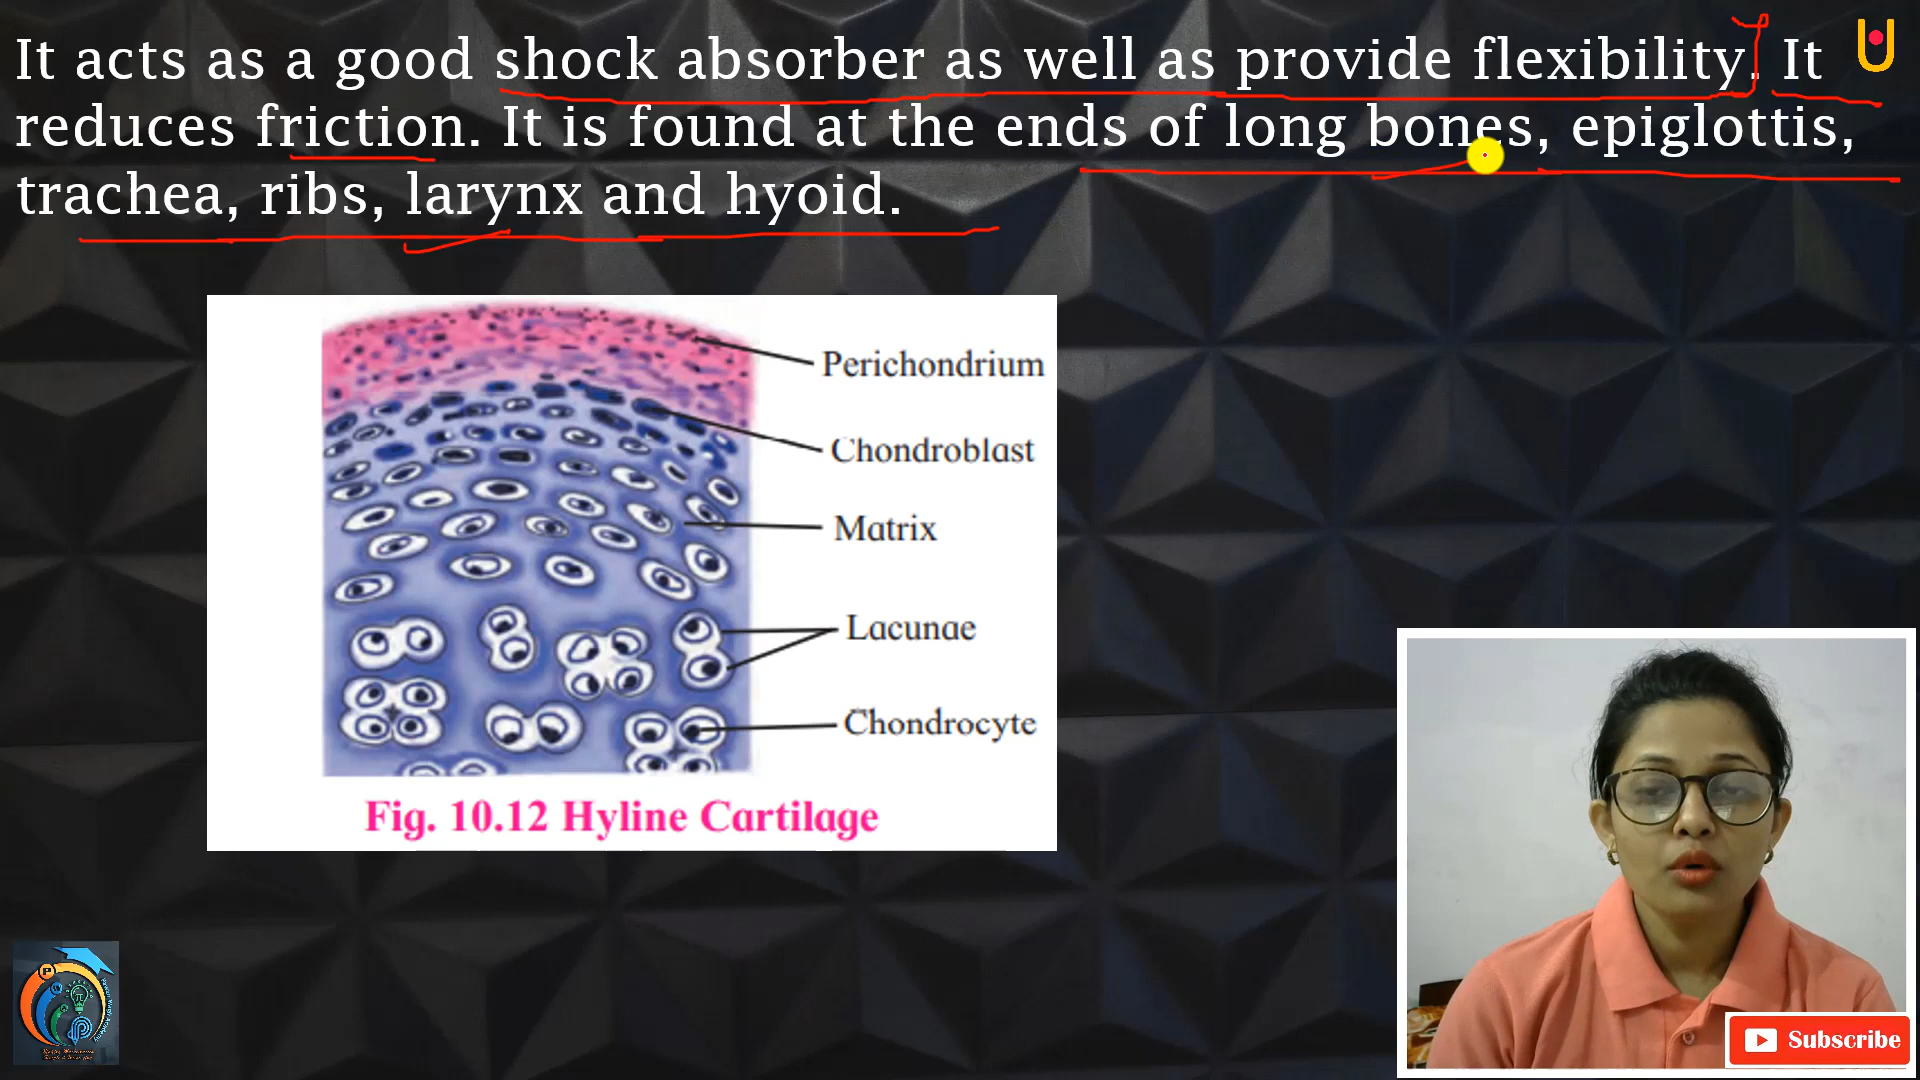 It acts as a good shock absorber as well as provide flexibility. It
reduces friction. It is found at the ends of long bones, epiglottis,
trachea, ribs, larynx and hyoid.
Perichondrium
Chondroblast
Matrix
Lacunae
Chondrocyte
Fig. 10.12 Hyline Cartilage
Subscribe